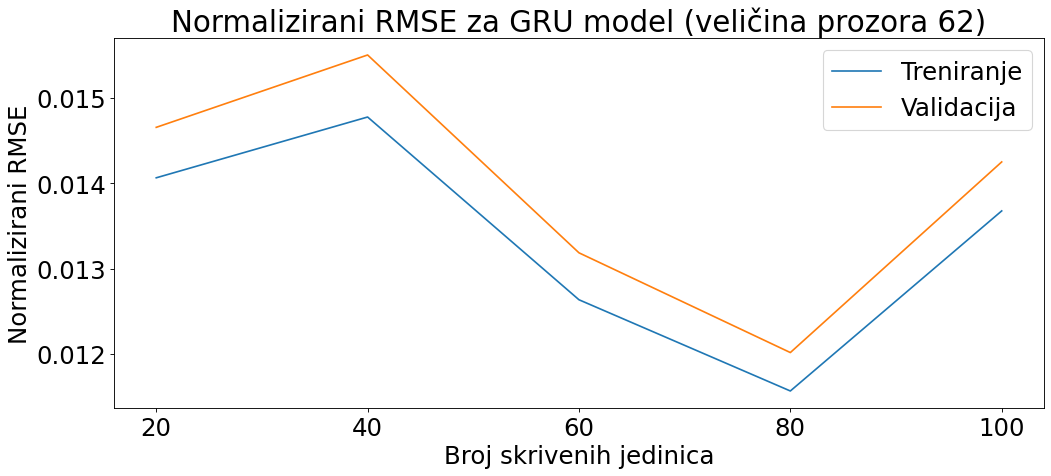 Normalizirani RMSE za GRU model (veličina prozora 62)
Treniranje
Validacija
Normalizirani RMSE
0.015
0.014
0.013
0.012
20 40 60 80 100
Broj skrivenih jedinica